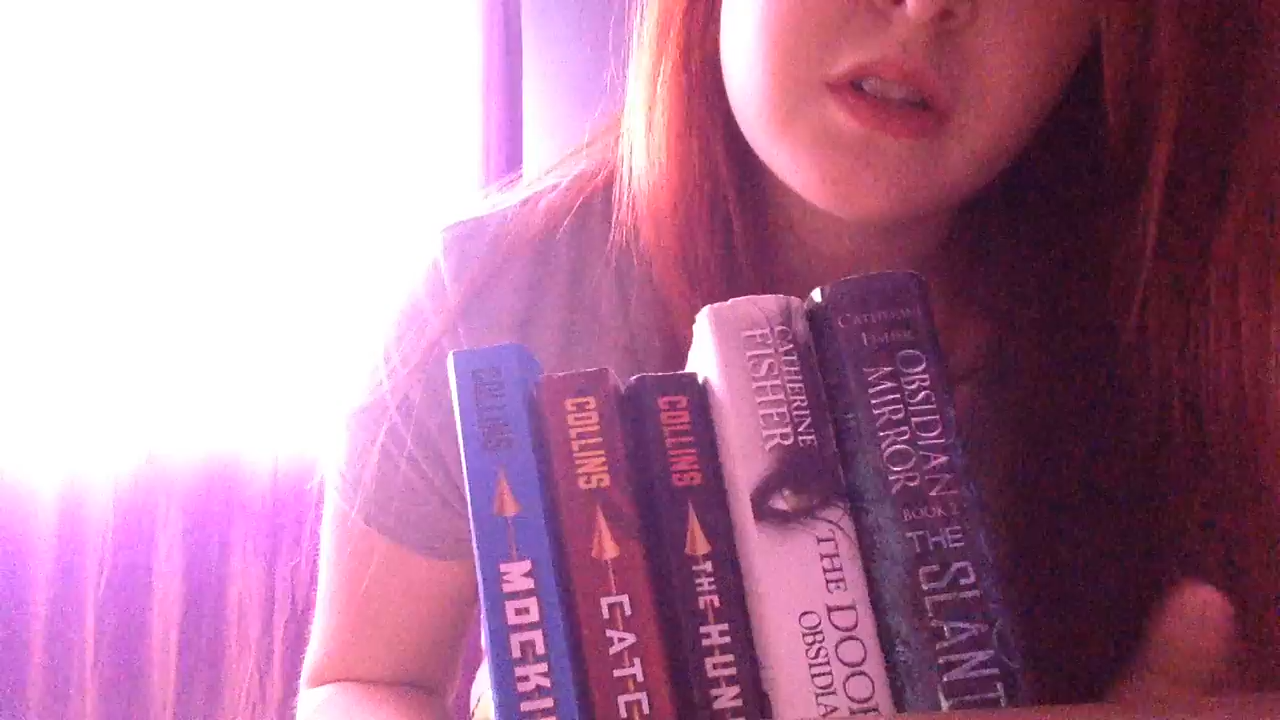 COLLINS
MOCKI
COLLINS
CATC
COLLINS
THE HUN
CATHERINE
FISHER
THE DOOR
OBSIDIA
CATHERINE
FISHER
OBSIDIAN
MIRROR
BOOK 2
THE SLANT